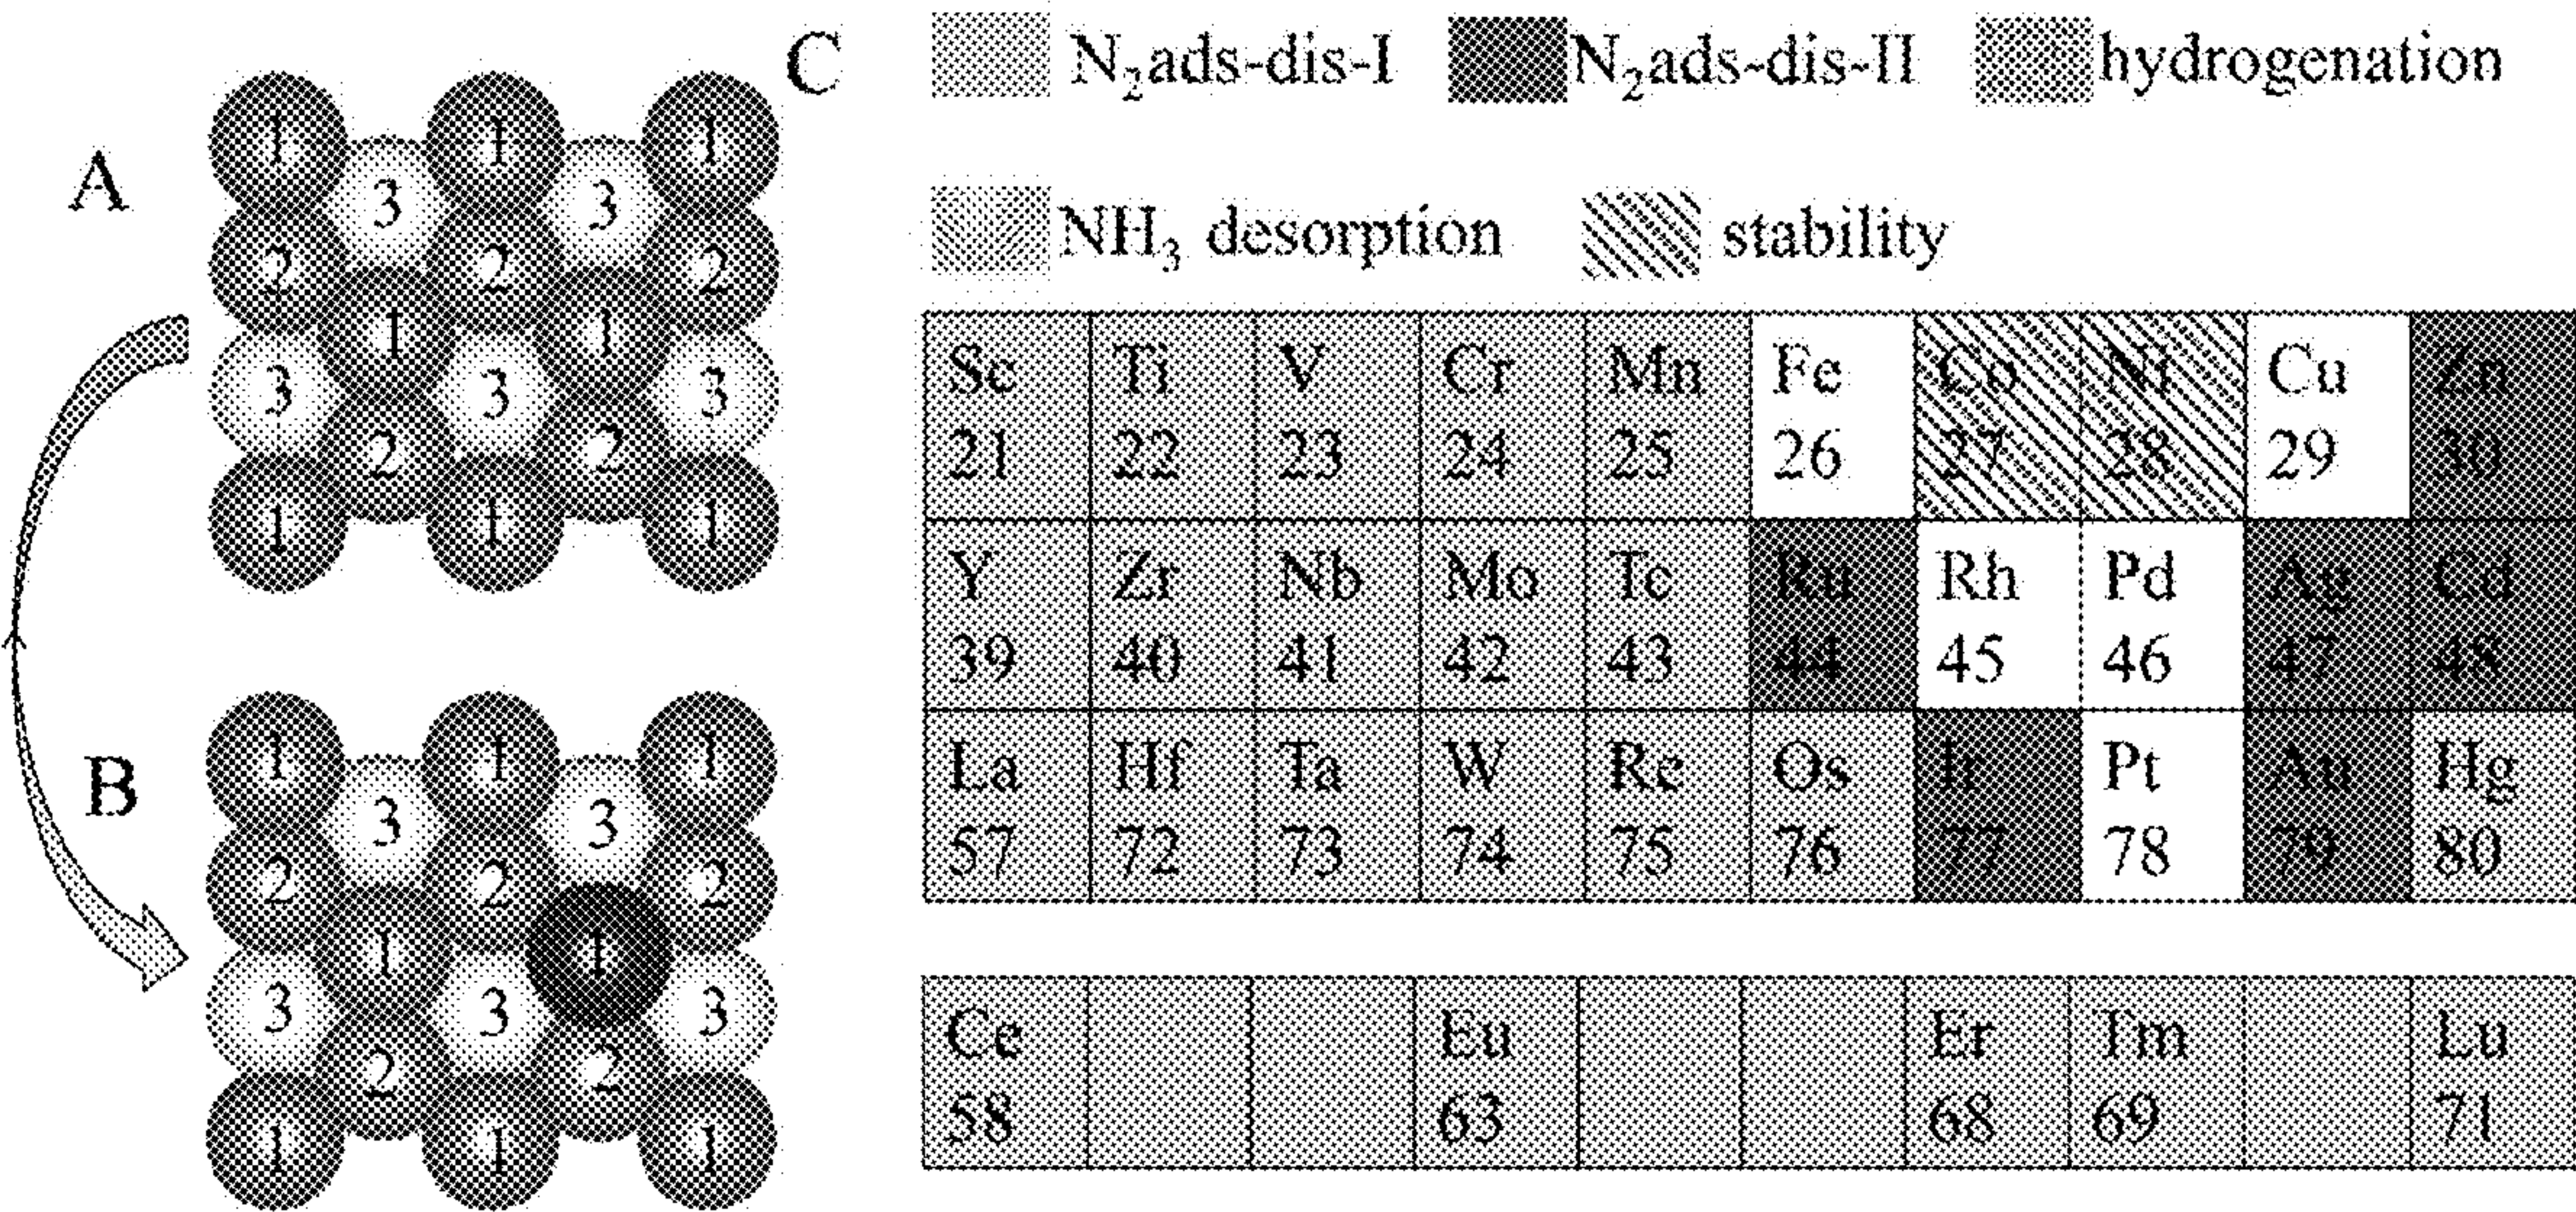 A
1 1 1
3 3
2 2 2
1 1
3 3 3
2 2
1 1 1
B
1 1 1
3 3
2 2 2
1 1
3 3 3
2 2
1 1 1
C
N₂ads-dis-I N₂ads-dis-II hydrogenation
NH₃ desorption stability
Sc Ti V Cr Mn Fe Co Ni Cu Zn
21 22 23 24 25 26 27 28 29 30
Y Zr Nb Mo Tc Ru Rh Pd Ag Cd
39 40 41 42 43 44 45 46 47 48
La Hf Ta W Re Os Ir Pt Au Hg
57 72 73 74 75 76 77 78 79 80
Ce Eu Er Tm Lu
58 63 68 69 71